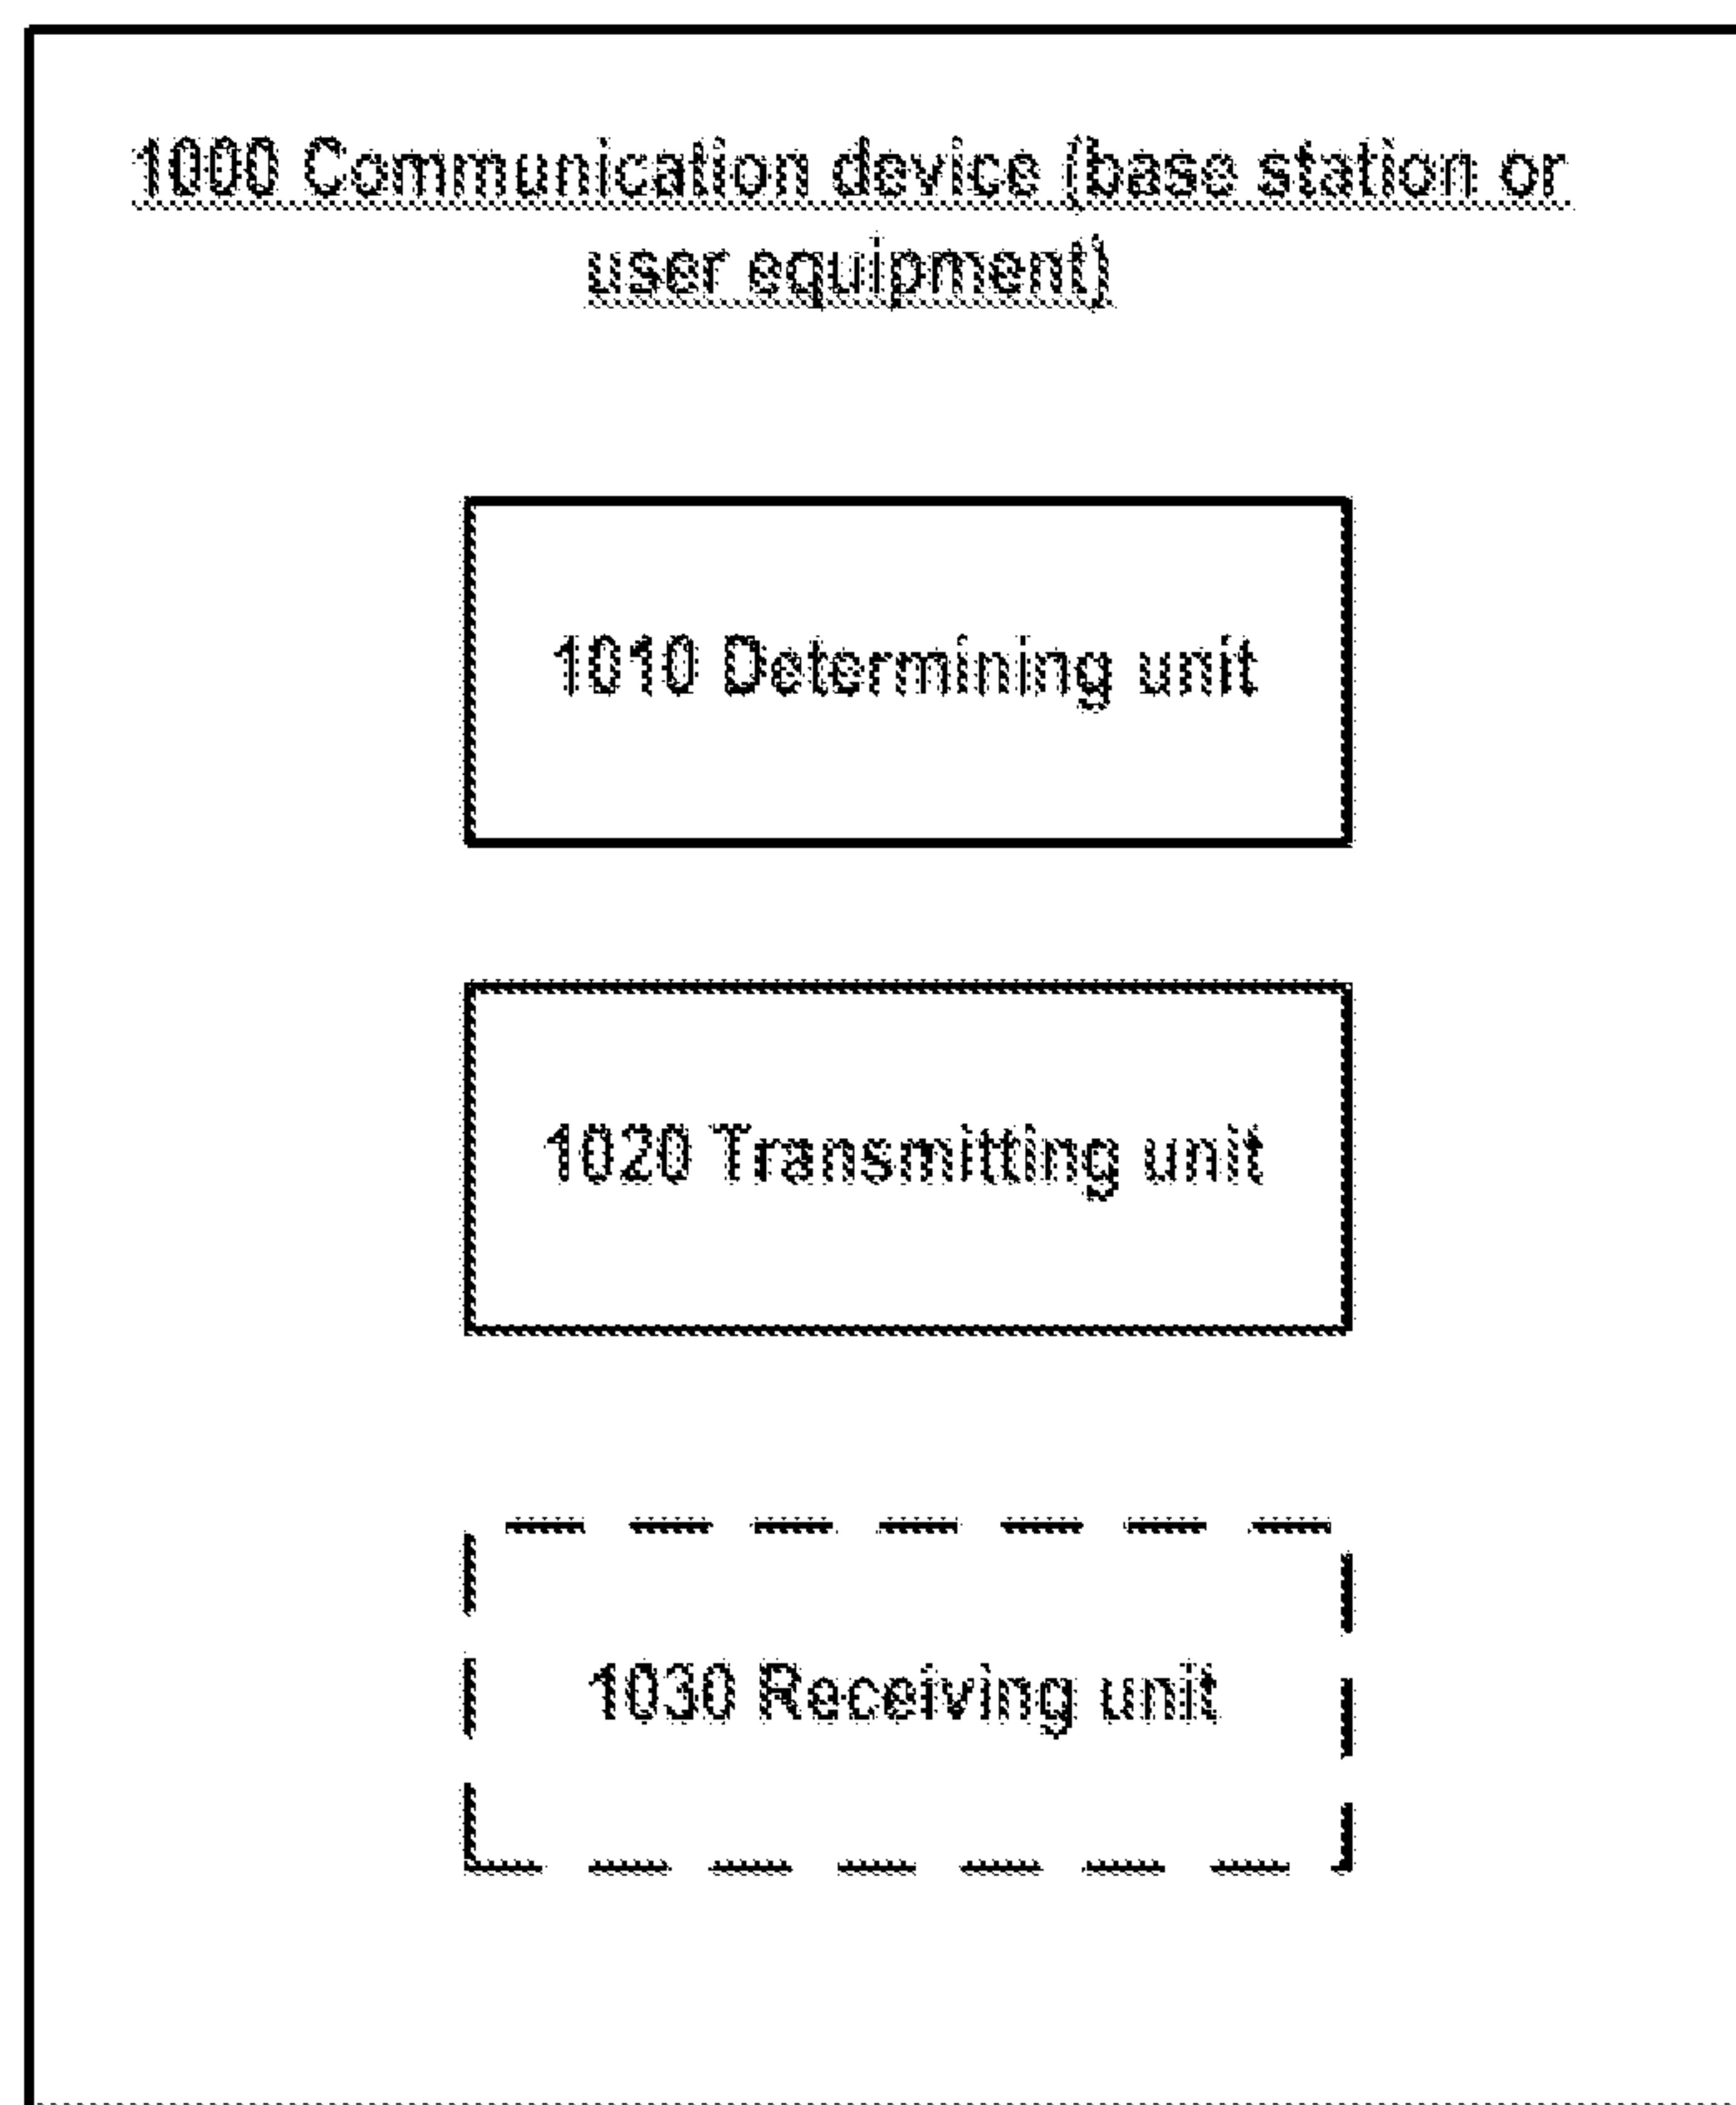 1000 Communication device (base station or
user equipment)
1010 Determining unit
1020 Transmitting unit
1030 Receiving unit